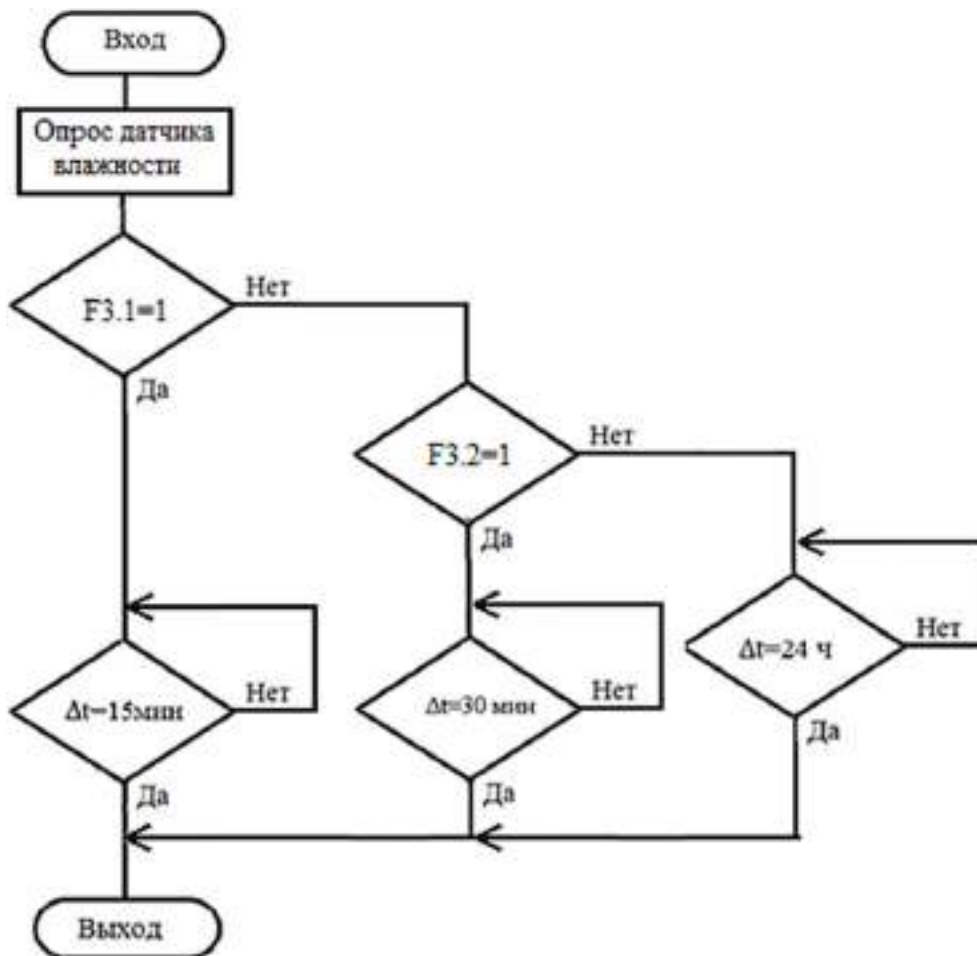 Вход
Опрос датчика
влажности
F3.1=1
Нет
Да
F3.2=1
Нет
Да
Δt=24 ч
Нет
Да
Δt=15мин
Нет
Да
Δt=30 мин
Нет
Да
Выход